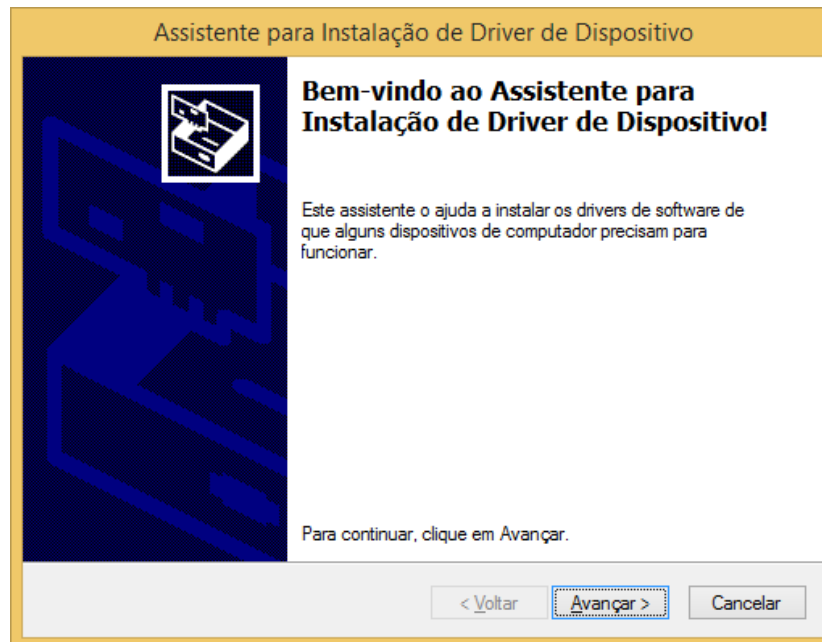 Assistente para Instalação de Driver de Dispositivo
Bem-vindo ao Assistente para
Instalação de Driver de Dispositivo!
Este assistente o ajuda a instalar os drivers de software de
que alguns dispositivos de computador precisam para
funcionar.
Para continuar, clique em Avançar.
< Voltar Avançar > Cancelar